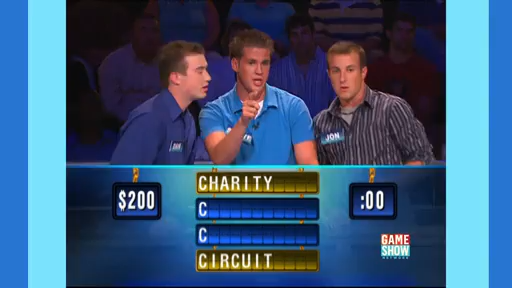 JON
$200
CHARITY
C
C
CIRCUIT
:00
GAME
SHOW
NETWORK